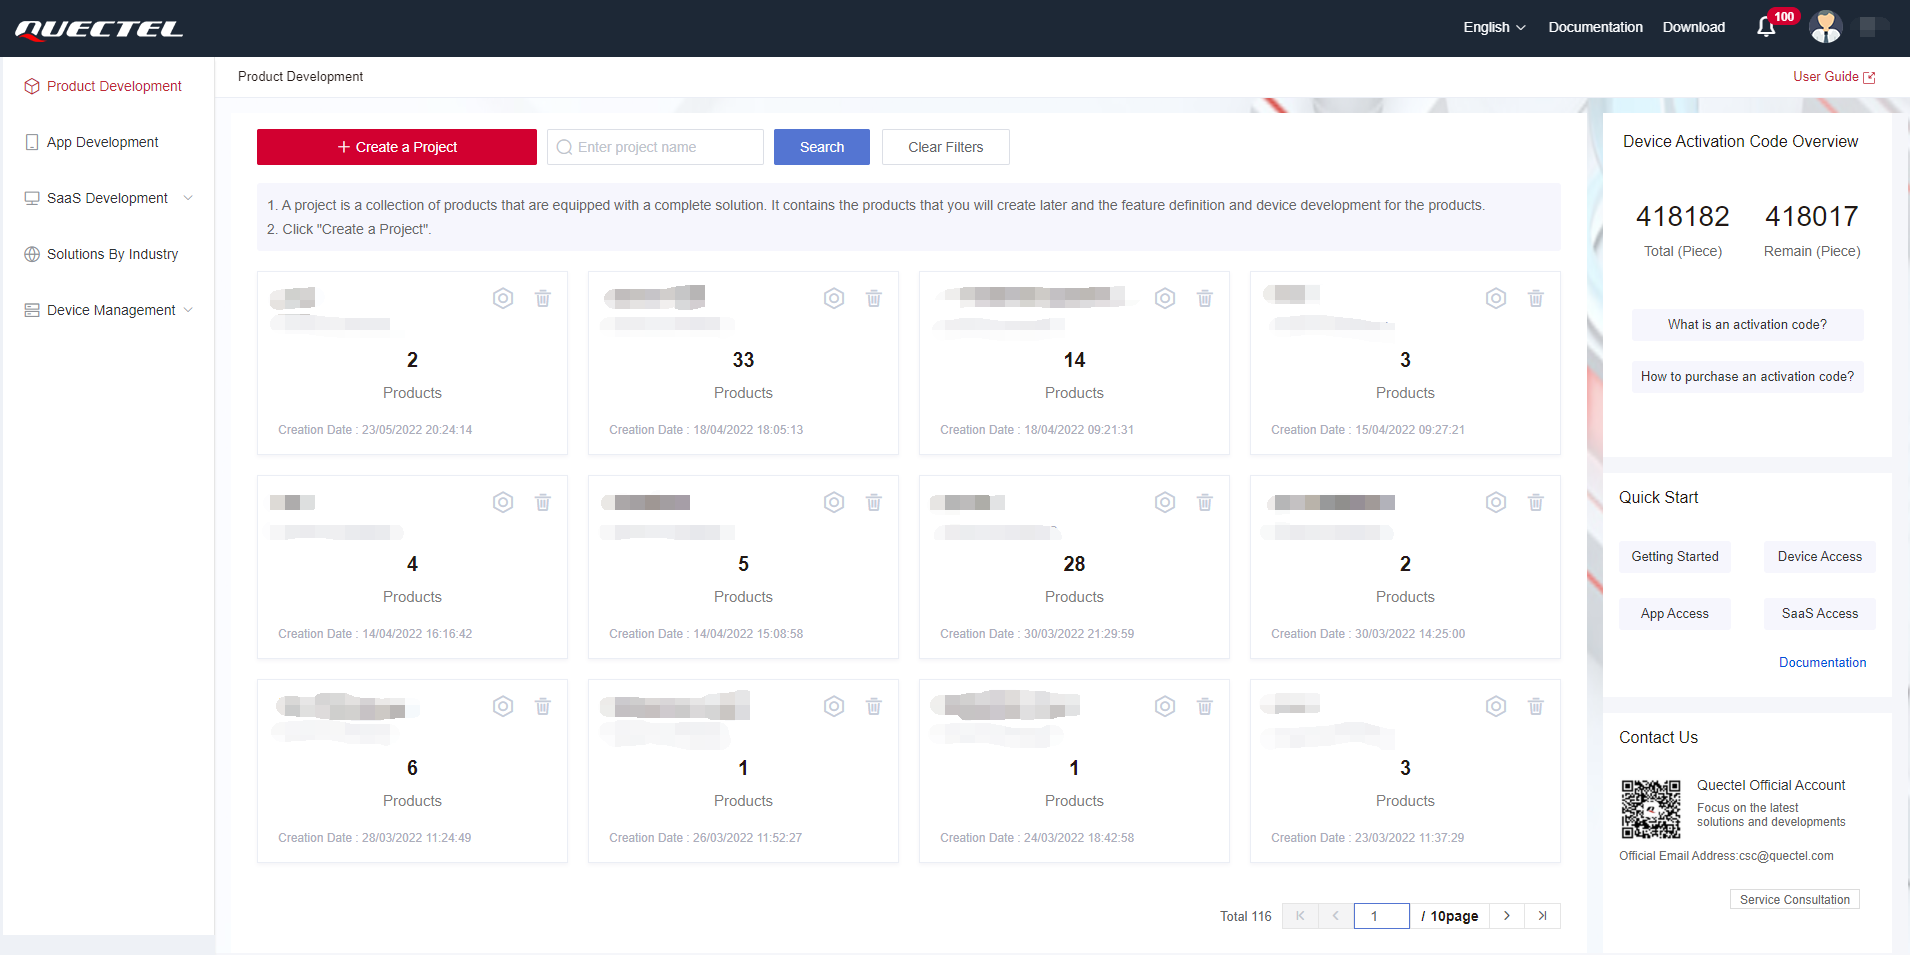 QUECTEL
English
Documentation
Download
100
Product Development
App Development
SaaS Development
Solutions By Industry
Device Management
Product Development
User Guide
+ Create a Project
Enter project name
Search
Clear Filters
1. A project is a collection of products that are equipped with a complete solution. It contains the products that you will create later and the feature definition and device development for the products.
2. Click "Create a Project".
2
Products
Creation Date : 23/05/2022 20:24:14
33
Products
Creation Date : 18/04/2022 18:05:13
14
Products
Creation Date : 18/04/2022 09:21:31
3
Products
Creation Date : 15/04/2022 09:27:21
4
Products
Creation Date : 14/04/2022 16:16:42
5
Products
Creation Date : 14/04/2022 15:08:58
28
Products
Creation Date : 30/03/2022 21:29:59
2
Products
Creation Date : 30/03/2022 14:25:00
6
Products
Creation Date : 28/03/2022 11:24:49
1
Products
Creation Date : 26/03/2022 11:52:27
1
Products
Creation Date : 24/03/2022 18:42:58
3
Products
Creation Date : 23/03/2022 11:37:29
Total 116
1
/ 10page
Device Activation Code Overview
418182
Total (Piece)
418017
Remain (Piece)
What is an activation code?
How to purchase an activation code?
Quick Start
Getting Started
Device Access
App Access
SaaS Access
Documentation
Contact Us
Quectel Official Account
Focus on the latest
solutions and developments
Official Email Address:csc@quectel.com
Service Consultation